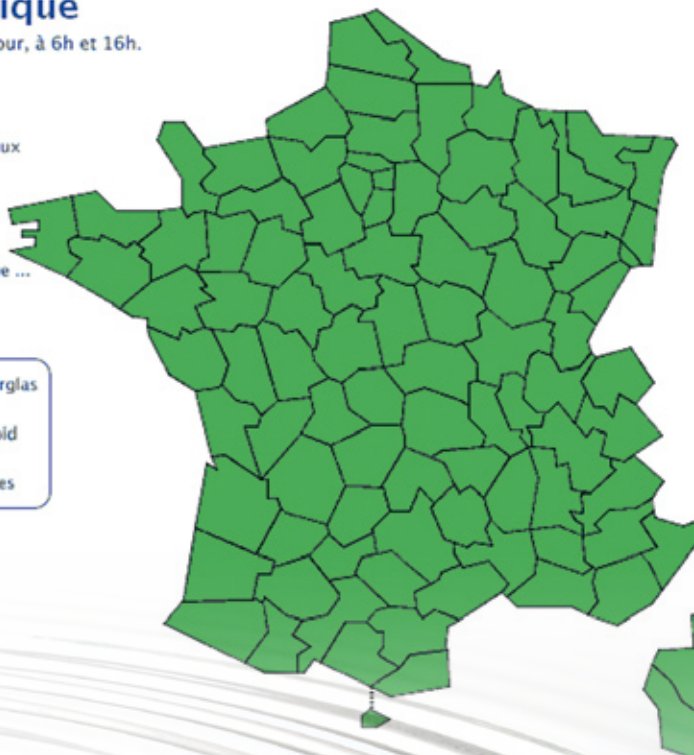 ique
our, à 6h et 16h.
ux
e ...
rglas
oid
es